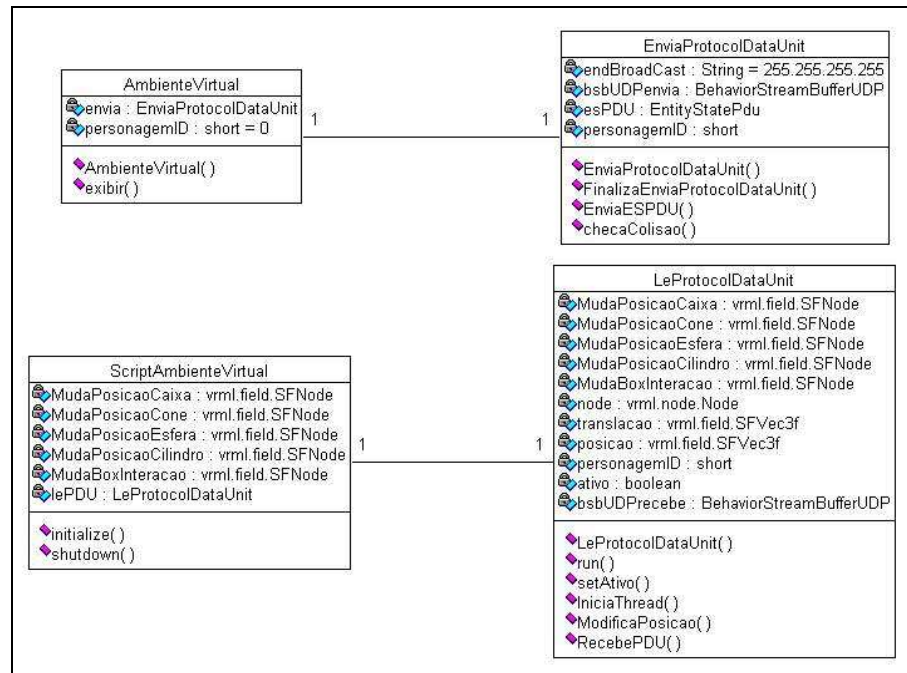 AmbienteVirtual
envia : EnviaProtocolDataUnit
personagemID : short = 0
AmbienteVirtual( )
exibir( )
1
1
EnviaProtocolDataUnit
endBroadCast : String = 255.255.255.255
bsbUDPenvia : BehaviorStreamBufferUDP
esPDU : EntityStatePdu
personagemID : short
EnviaProtocolDataUnit( )
FinalizaEnviaProtocolDataUnit( )
EnviaESPDU( )
checaColisao( )
ScriptAmbienteVirtual
MudaPosicaoCaixa : vrml.field.SFNode
MudaPosicaoCone : vrml.field.SFNode
MudaPosicaoEsfera : vrml.field.SFNode
MudaPosicaoCilindro : vrml.field.SFNode
MudaBoxInteracao : vrml.field.SFNode
lePDU : LeProtocolDataUnit
initialize( )
shutdown( )
1
1
LeProtocolDataUnit
MudaPosicaoCaixa : vrml.field.SFNode
MudaPosicaoCone : vrml.field.SFNode
MudaPosicaoEsfera : vrml.field.SFNode
MudaPosicaoCilindro : vrml.field.SFNode
MudaBoxInteracao : vrml.field.SFNode
node : vrml.node.Node
translacao : vrml.field.SFVec3f
posicao : vrml.field.SFVec3f
personagemID : short
ativo : boolean
bsbUDPrecebe : BehaviorStreamBufferUDP
LeProtocolDataUnit( )
run( )
setAtivo( )
IniciaThread( )
ModificaPosicao( )
RecebePDU( )